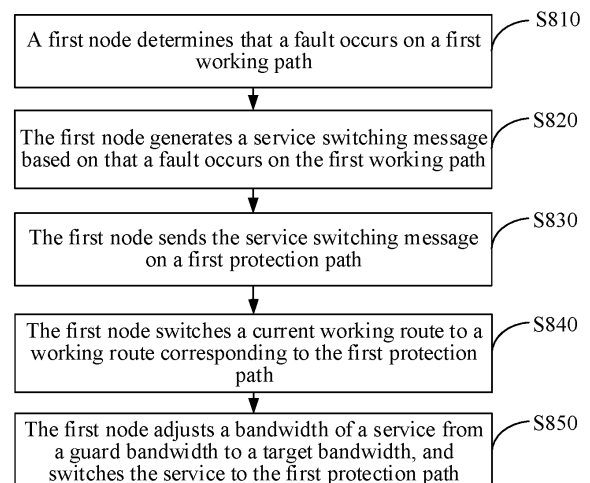 A first node determines that a fault occurs on a first
working path
S810
The first node generates a service switching message
based on that a fault occurs on the first working path
S820
The first node sends the service switching message
on a first protection path
S830
The first node switches a current working route to a
working route corresponding to the first protection
path
S840
The first node adjusts a bandwidth of a service from
a guard bandwidth to a target bandwidth, and
switches the service to the first protection path
S850